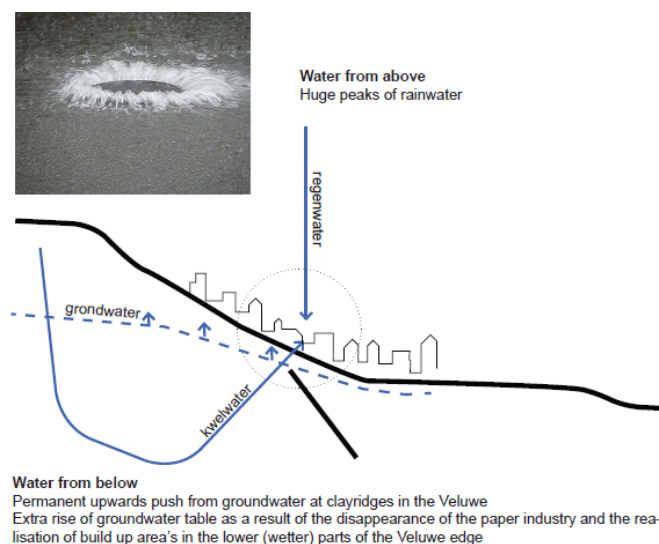 Water from above
Huge peaks of rainwater
regenwater
grondwater
kwelwater
Water from below
Permanent upwards push from groundwater at clayridges in the Veluwe
Extra rise of groundwater table as a result of the disappearance of the paper industry and the rea-
lisation of build up area's in the lower (wetter) parts of the Veluwe edge